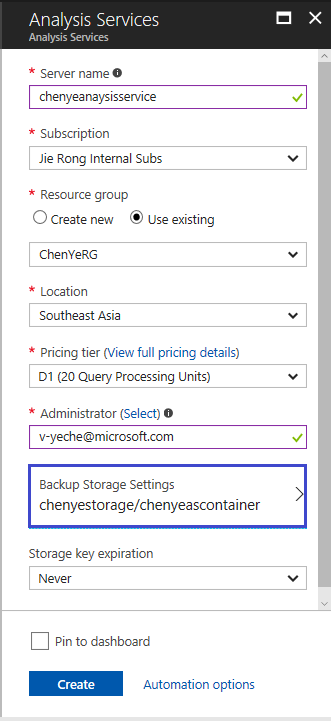 Analysis Services
Analysis Services
* Server name
chenyeanaysisservice
* Subscription
Jie Rong Internal Subs
* Resource group
Create new Use existing
ChenYeRG
* Location
Southeast Asia
* Pricing tier (View full pricing details)
D1 (20 Query Processing Units)
* Administrator (Select)
v-yeche@microsoft.com
Backup Storage Settings
chenyestorage/chenyeascontainer
Storage key expiration
Never
Pin to dashboard
Create Automation options